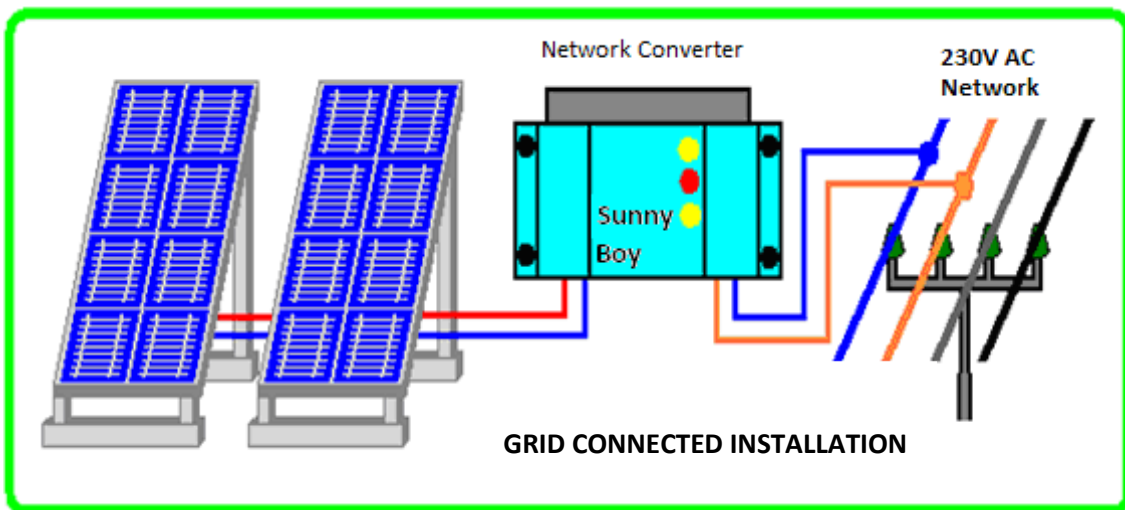 Network Converter
230V AC
Network
Sunny
Boy
GRID CONNECTED INSTALLATION